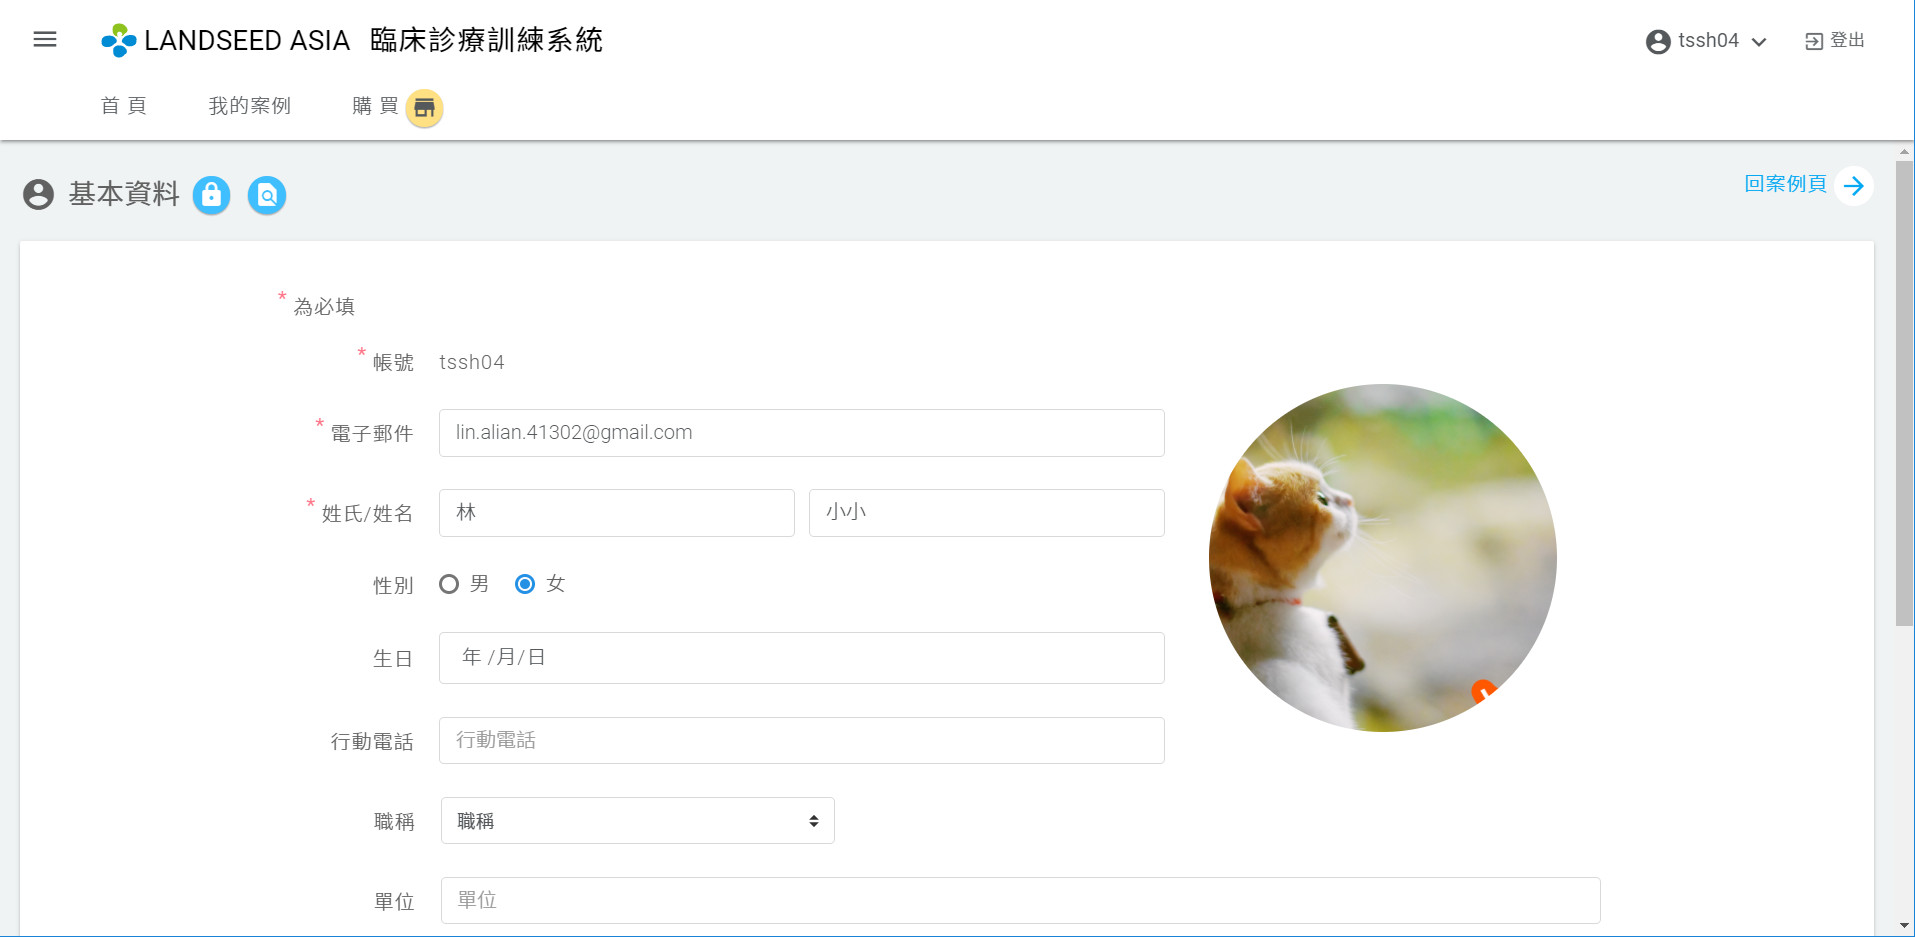 LANDSEED ASIA 臨床診療訓練系統
tssh04 登出
首 頁 我的案例 購 買
基本資料
回案例頁
* 為必填
* 帳號 tssh04
* 電子郵件 lin.alian.41302@gmail.com
* 姓氏/姓名 林 小小
性別 男 女
生日 年 /月/日
行動電話 行動電話
職稱 職稱
單位 單位